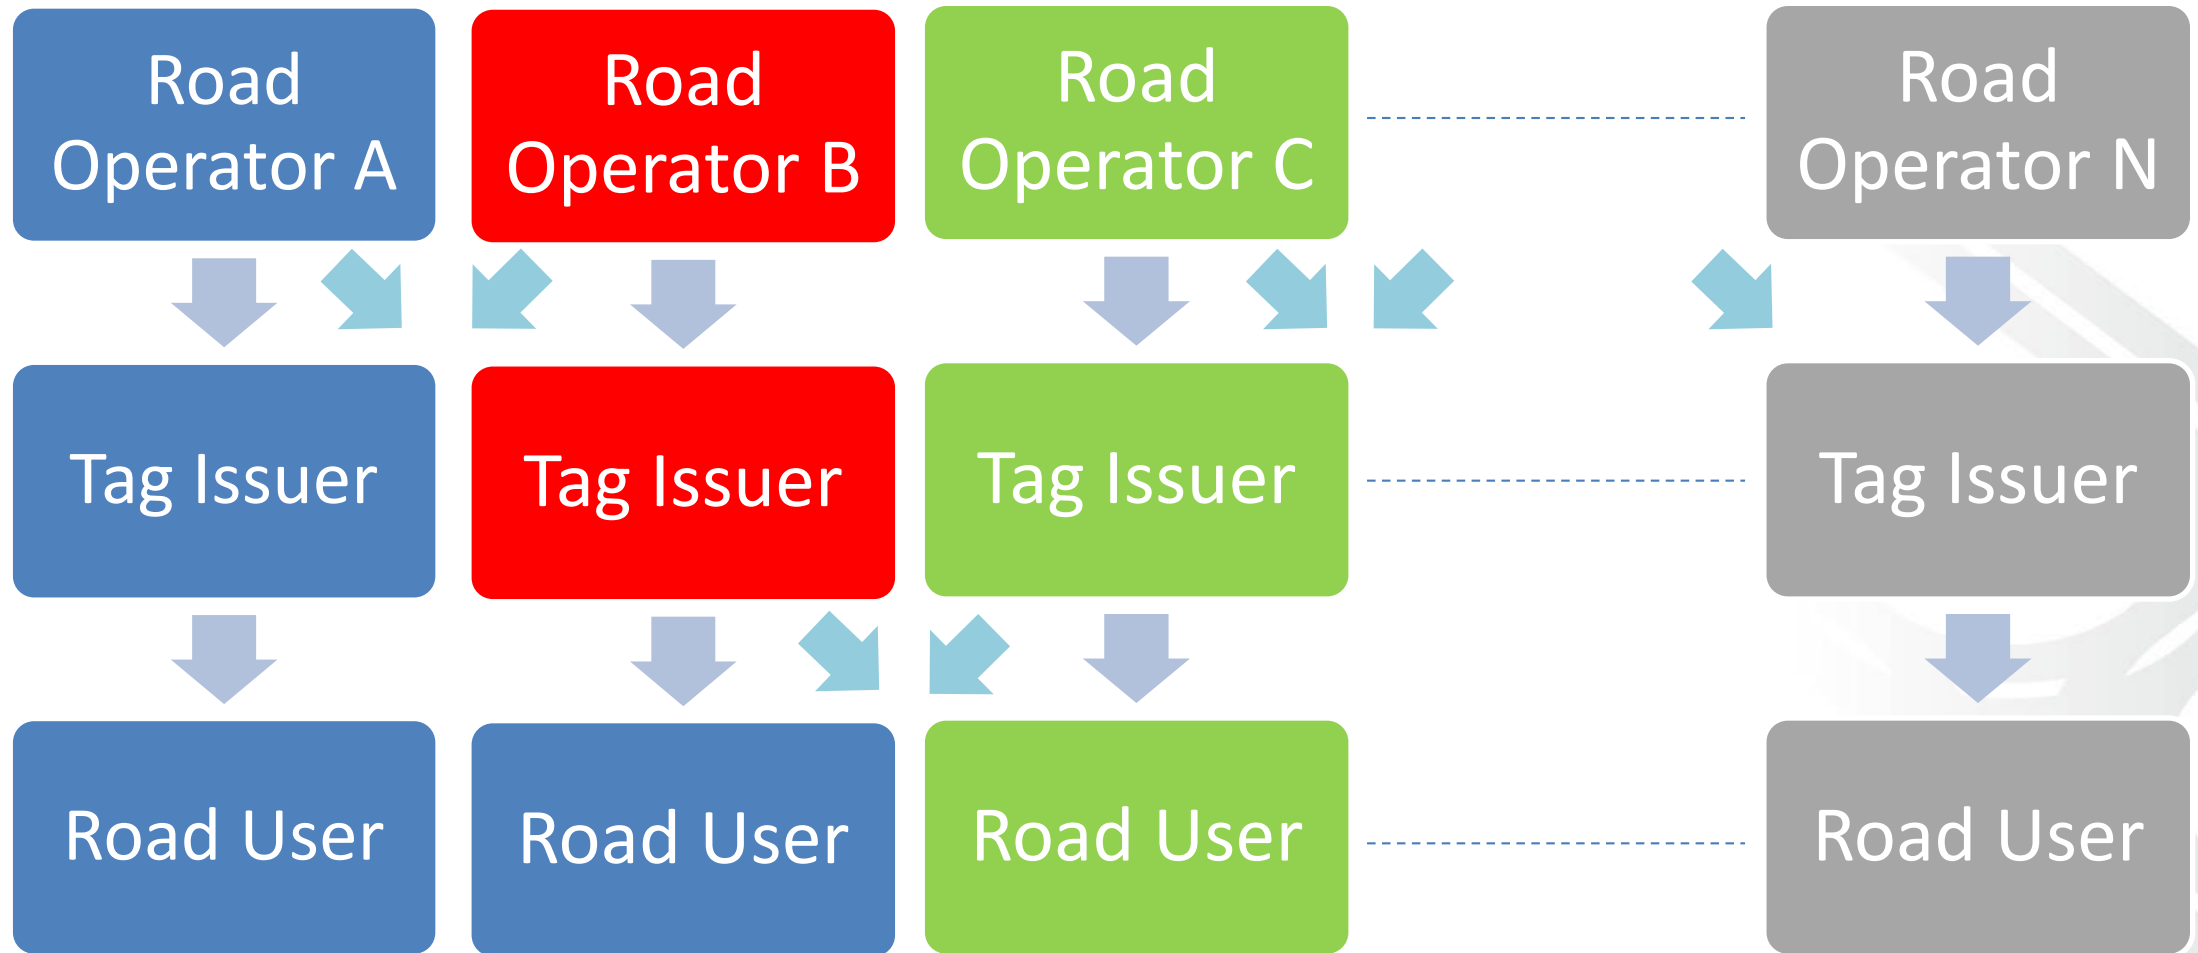 Road
Operator A
Road
Operator B
Road
Operator C
Road
Operator N
Tag Issuer
Tag Issuer
Tag Issuer
Tag Issuer
Road User
Road User
Road User
Road User